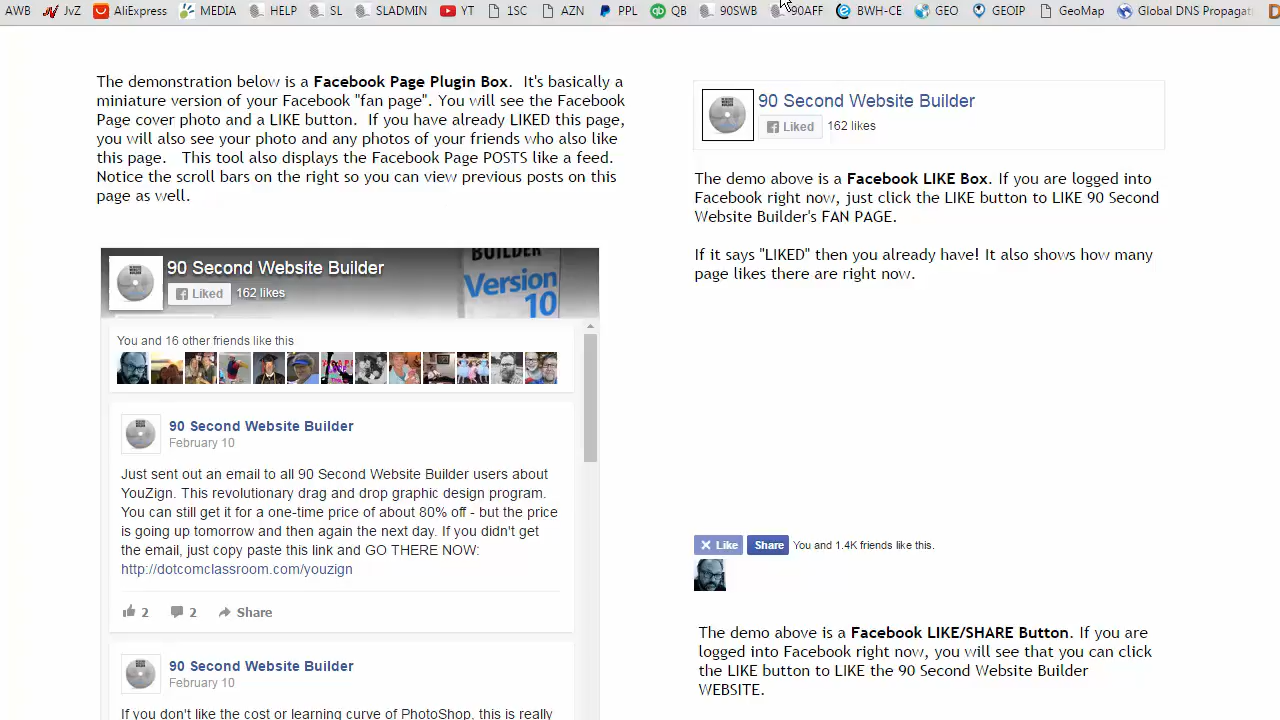 AWB JvZ AliExpress MEDIA HELP SL SLADMIN YT 1SC AZN PPL QB 90SWB 90AFF BWH-CE GEO GEOIP GeoMap Global DNS Propagat
The demonstration below is a Facebook Page Plugin Box. It's basically a
miniature version of your Facebook "fan page". You will see the Facebook
Page cover photo and a LIKE button. If you have already LIKED this page,
you will also see your photo and any photos of your friends who also like
this page. This tool also displays the Facebook Page POSTS like a feed.
Notice the scroll bars on the right so you can view previous posts on this
page as well.
BUILDER
Version
10
90 Second Website Builder
Liked 162 likes
You and 16 other friends like this
90 Second Website Builder
February 10
Just sent out an email to all 90 Second Website Builder users about
YouZign. This revolutionary drag and drop graphic design program.
You can still get it for a one-time price of about 80% off - but the price
is going up tomorrow and then again the next day. If you didn't get
the email, just copy paste this link and GO THERE NOW:
http://dotcomclassroom.com/youzign
2 2 Share
90 Second Website Builder
February 10
If you don't like the cost or learning curve of PhotoShop, this is really
90 Second Website Builder
Liked 162 likes
The demo above is a Facebook LIKE Box. If you are logged into
Facebook right now, just click the LIKE button to LIKE 90 Second
Website Builder's FAN PAGE.
If it says "LIKED" then you already have! It also shows how many
page likes there are right now.
Like Share You and 1.4K friends like this.
The demo above is a Facebook LIKE/SHARE Button. If you are
logged into Facebook right now, you will see that you can click
the LIKE button to LIKE the 90 Second Website Builder
WEBSITE.